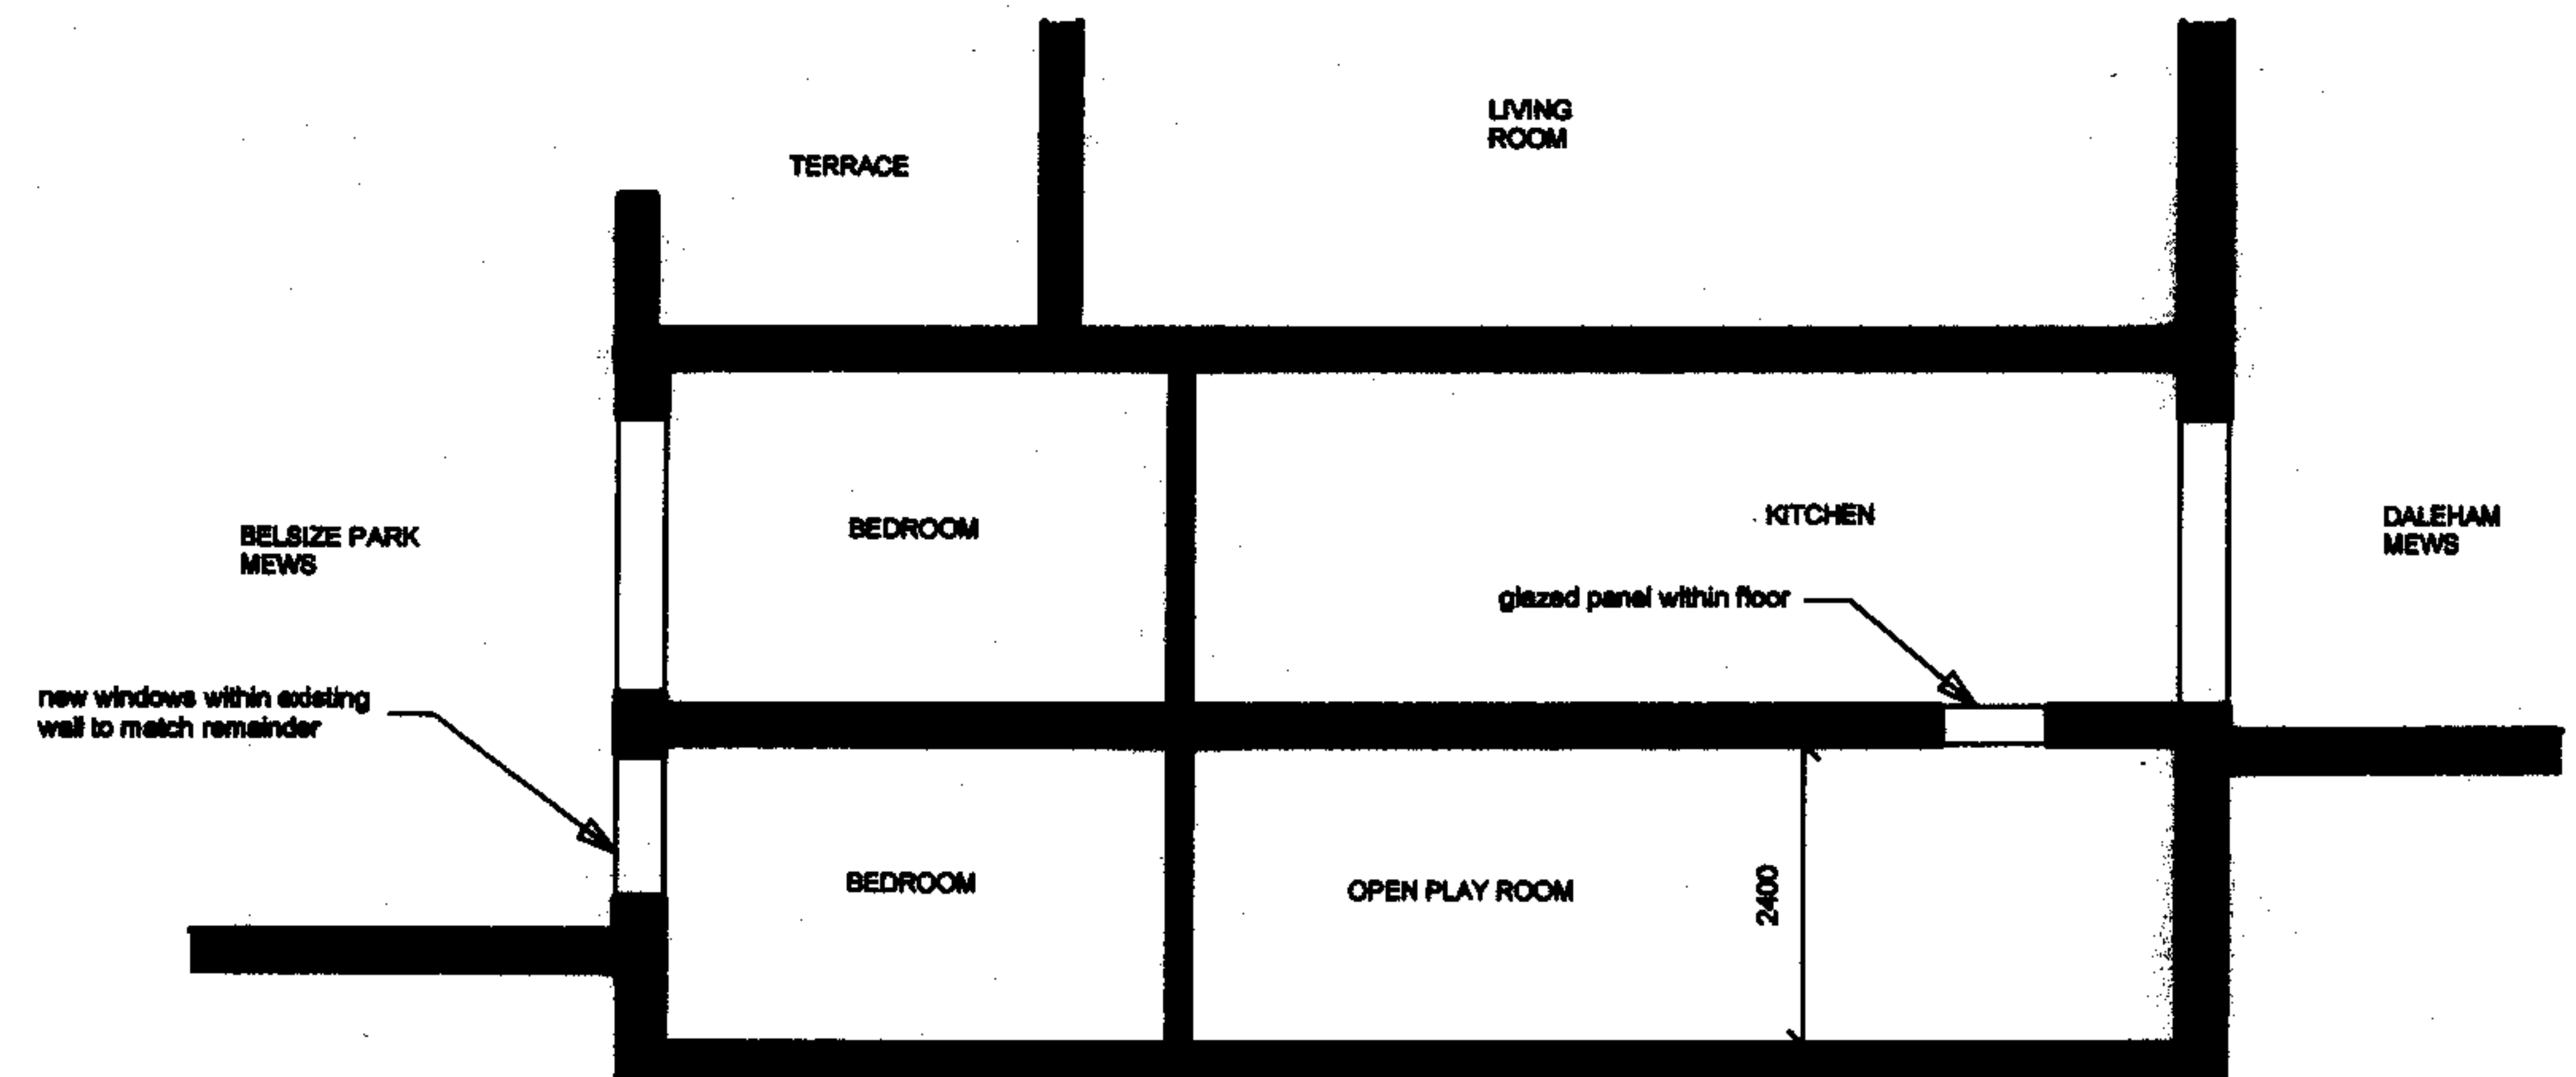 LIVING
ROOM
TERRACE
BELSIZE PARK
MEWS
BEDROOM
KITCHEN
DALEHAM
MEWS
glazed panel within floor
new windows within existing
wall to match remainder
BEDROOM
OPEN PLAY ROOM
2400